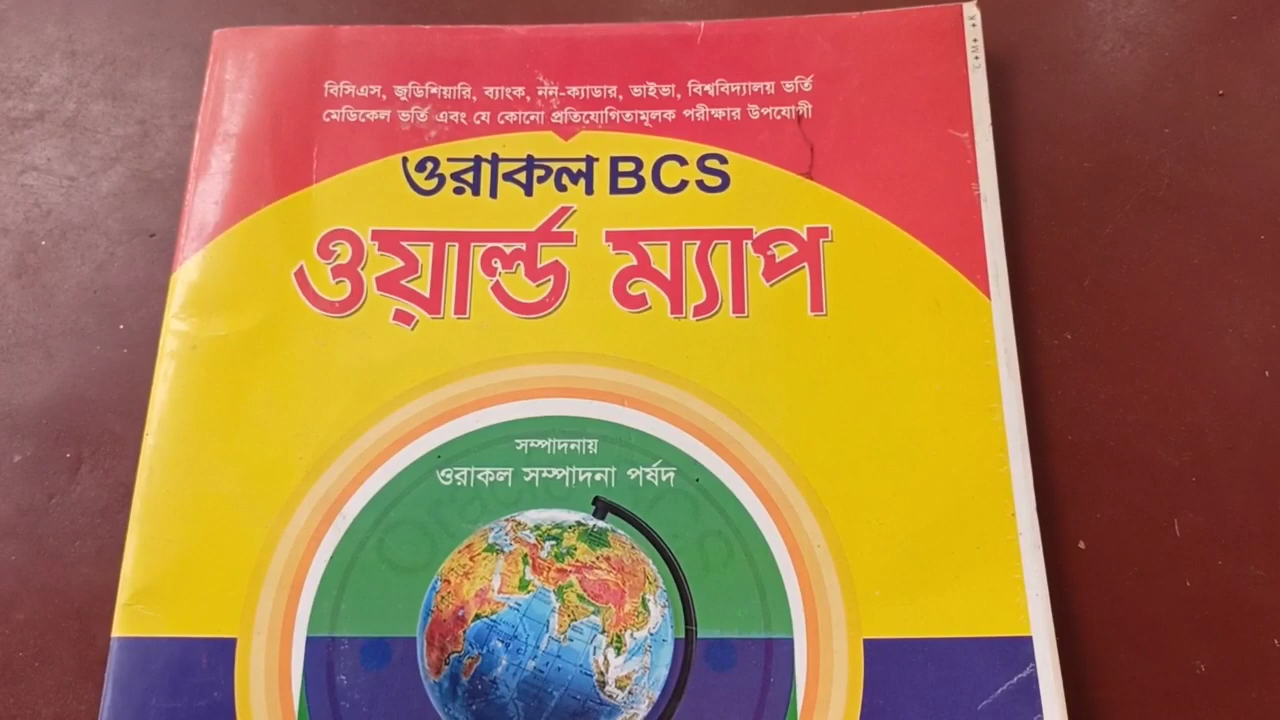 বিসিএস, জুডিশিয়ারি, ব্যাংক, নন-ক্যাডার, ভাইভা, বিশ্ববিদ্যালয় ভর্তি
মেডিকেল ভর্তি এবং যে কোনো প্রতিযোগিতামূলক পরীক্ষার উপযোগী
ওরাকল BCS
ওয়ার্ল্ড ম্যাপ
সম্পাদনায়
ওরাকল সম্পাদনা পর্ষদ